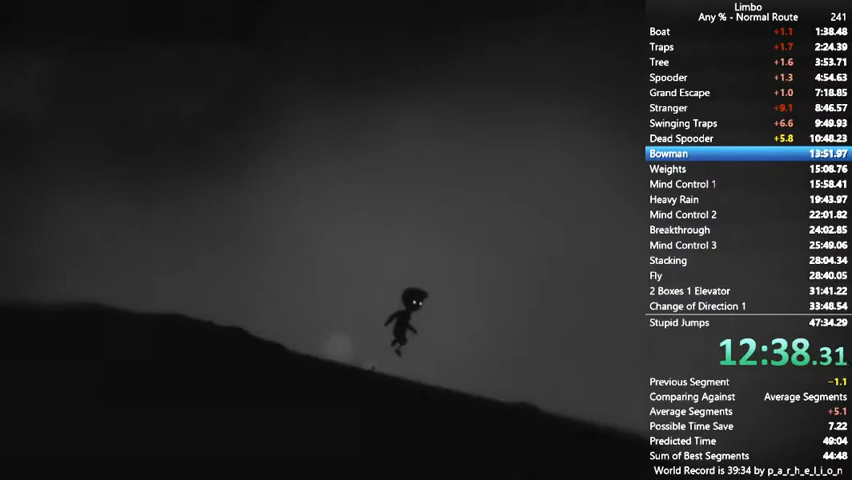 Limbo
Any % - Normal Route 241
Boat +1.1 1:38.48
Traps +1.7 2:24.39
Tree +1.6 3:53.71
Spooder +1.3 4:54.63
Grand Escape +1.0 7:18.85
Stranger +9.1 8:46.57
Swinging Traps +6.6 9:49.93
Dead Spooder +5.8 10:48.23
Bowman 13:51.97
Weights 15:08.76
Mind Control 1 15:58.41
Heavy Rain 19:43.97
Mind Control 2 22:01.82
Breakthrough 24:02.85
Mind Control 3 25:49.06
Stacking 28:04.34
Fly 28:40.05
2 Boxes 1 Elevator 31:41.22
Change of Direction 1 33:48.54
Stupid Jumps 47:34.29
12:38.31
Previous Segment −1.1
Comparing Against Average Segments
Average Segments +5.1
Possible Time Save 7.22
Predicted Time 49:04
Sum of Best Segments 44:48
World Record is 39:34 by p_a_r_h_e_l_i_o_n